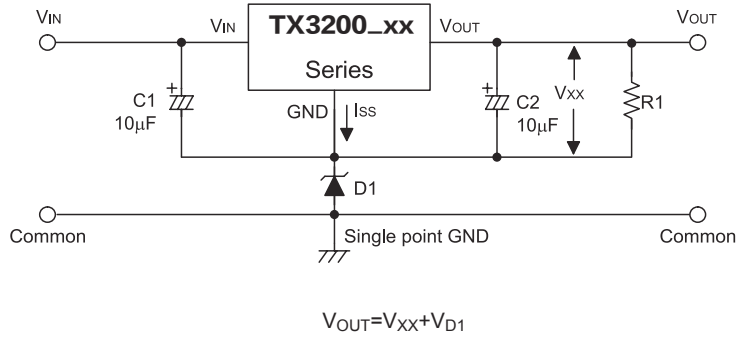 VIN
VIN
TX3200_xx
VOUT
VOUT
Series
C1
10μF
GND
ISS
C2
10μF
VXX
R1
D1
Common
Single point GND
Common
VOUT=VXX+VD1